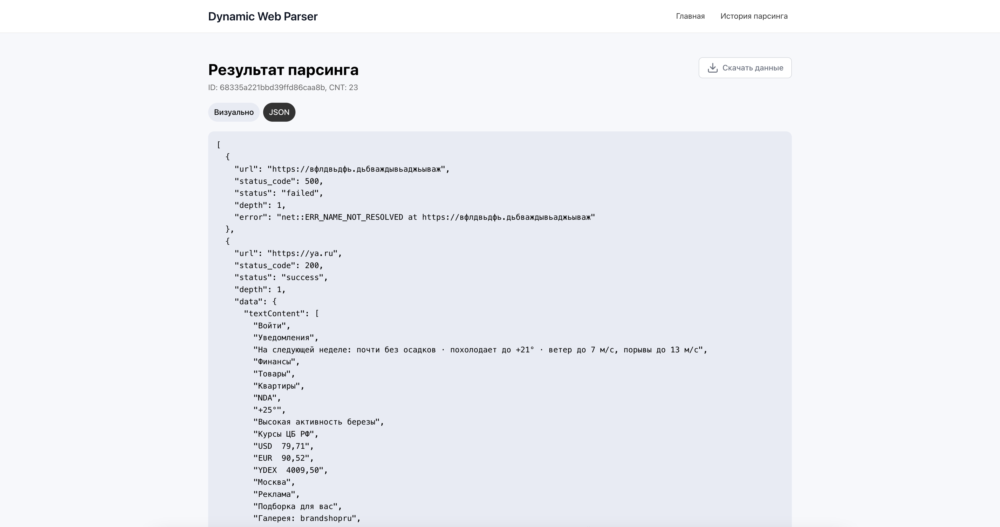 Dynamic Web Parser
Главная
История парсинга
Результат парсинга
Скачать данные
ID: 68335a221bbd39ffd86caa8b, CNT: 23
Визуально
JSON
[
{
"url": "https://вфлдвьдфь.дьбваждывьаджьываж",
"status_code": 500,
"status": "failed",
"depth": 1,
"error": "net::ERR_NAME_NOT_RESOLVED at https://вфлдвьдфь.дьбваждывьаджьываж"
},
{
"url": "https://ya.ru",
"status_code": 200,
"status": "success",
"depth": 1,
"data": {
"textContent": [
"Войти",
"Уведомления",
"На следующей неделе: почти без осадков · похолодает до +21° · ветер до 7 м/с, порывы до 13 м/с",
"Финансы",
"Товары",
"Квартиры",
"NDA",
"+25°",
"Высокая активность березы",
"Курсы ЦБ РФ",
"USD  79,71",
"EUR  90,52",
"YDEX  4009,50",
"Москва",
"Реклама",
"Подборка для вас",
"Галерея: brandshopru",